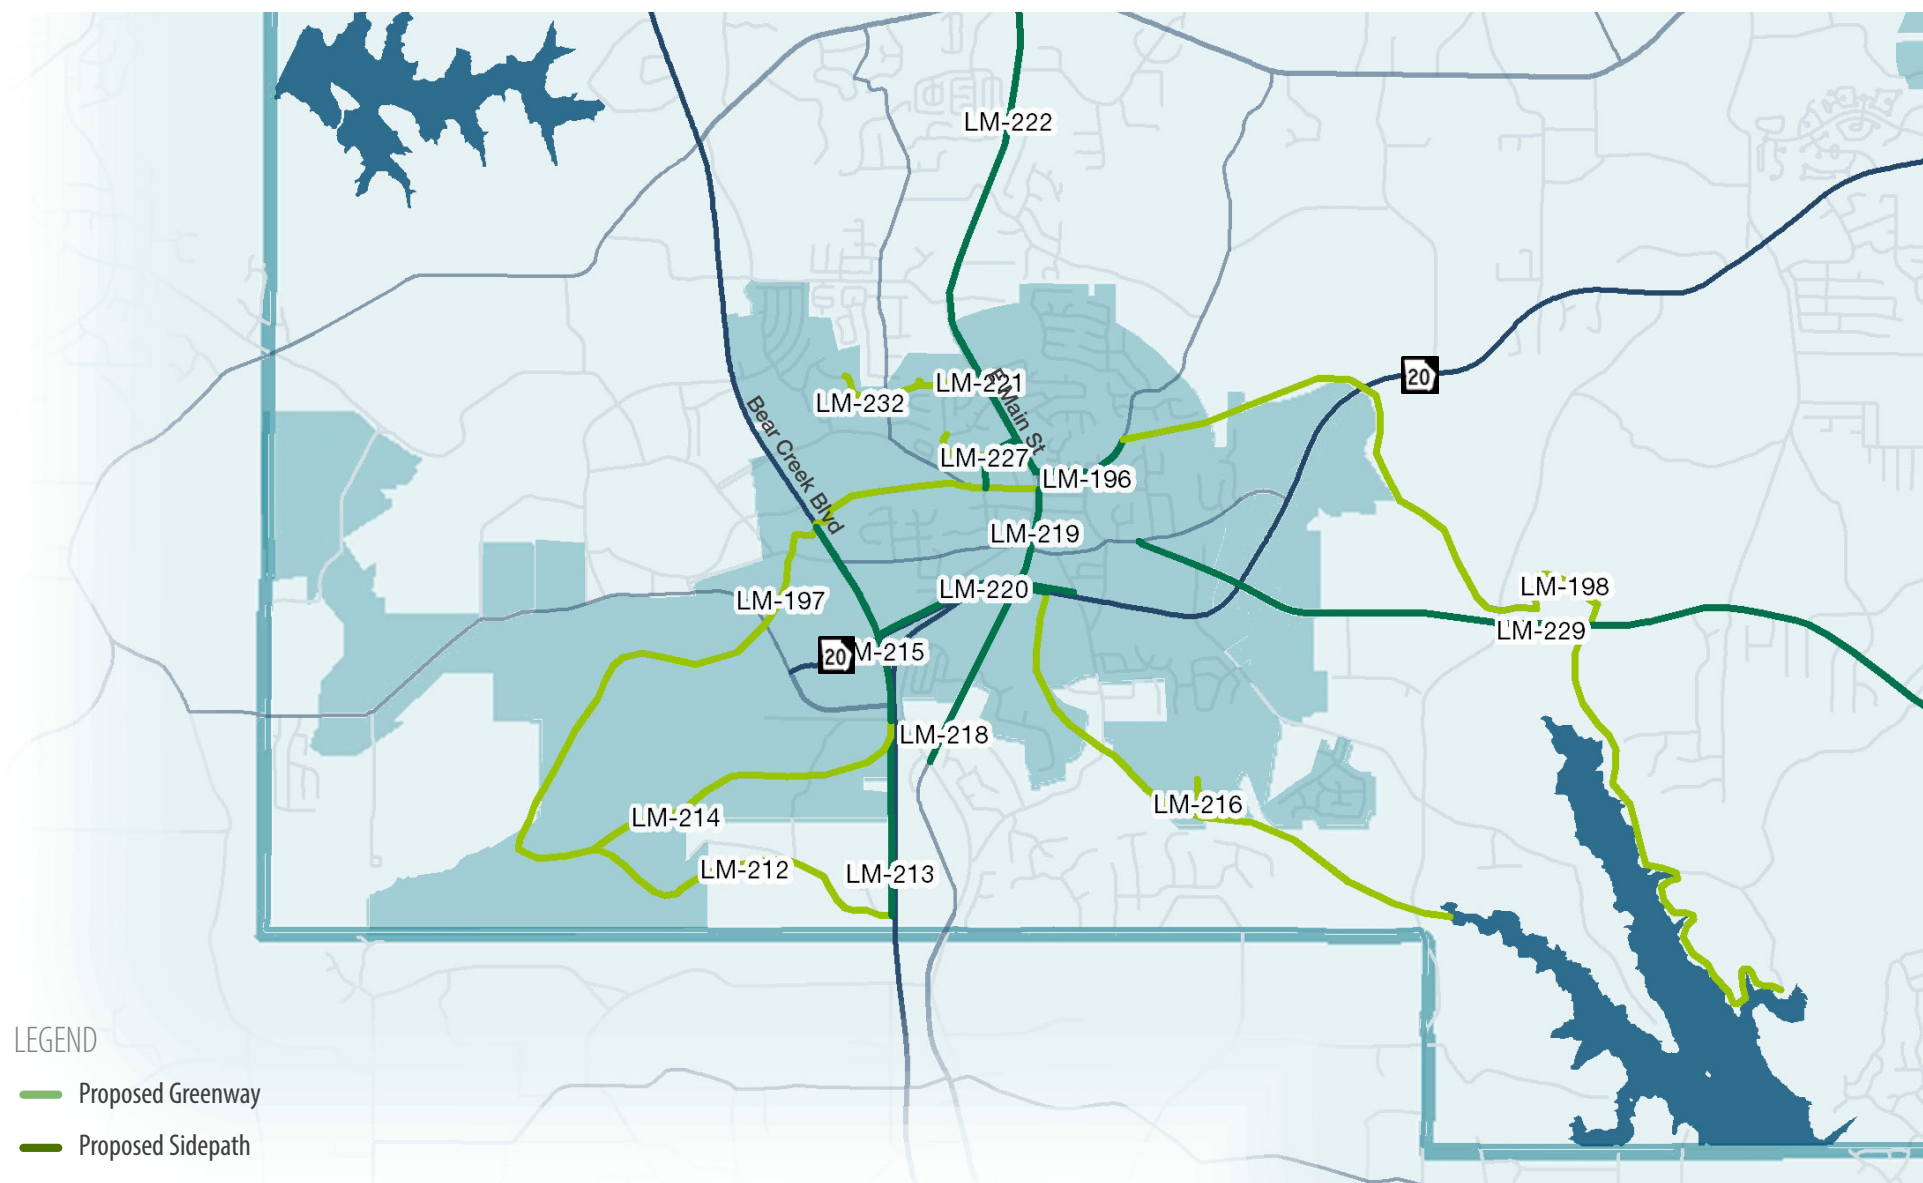 LM-222
20
LM-221
LM-232
E Main St
Bear Creek Blvd
LM-227
LM-196
LM-219
LM-220
LM-197
LM-198
LM-229
20
M-215
LM-218
LM-216
LM-214
LM-212
LM-213
LEGEND
Proposed Greenway
Proposed Sidepath